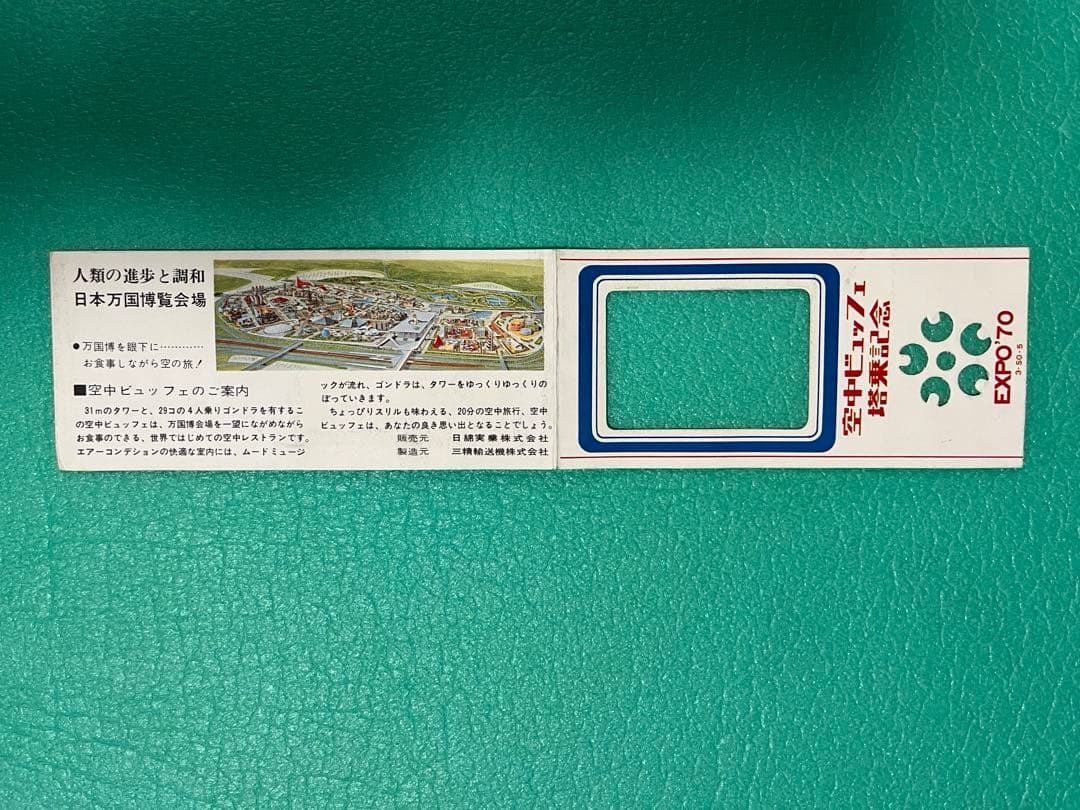 人類の進歩と調和
日本万国博覧会場
●万国博を眼下に…………
お食事しながら空の旅!
■空中ビュッフェのご案内
31mのタワーと、29コの4人乗りゴンドラを有するこ
の空中ビュッフェは、万国博会場を一望にながめながら
お食事のできる、世界ではじめての空中レストランです。
エアーコンデションの快適な室内には、ムードミュージ
ックが流れ、ゴンドラは、タワーをゆっくりゆっくりの
ぼっていきます。
ちょっぴりスリルも味わえる、20分の空中旅行、空中
ビュッフェは、あなたの良き思い出となることでしょう。
販売元 日綿実業株式会社
製造元 三精輸送機株式会社
空中ビュッフェ
塔乗記念
EXPO'70
3-50-5